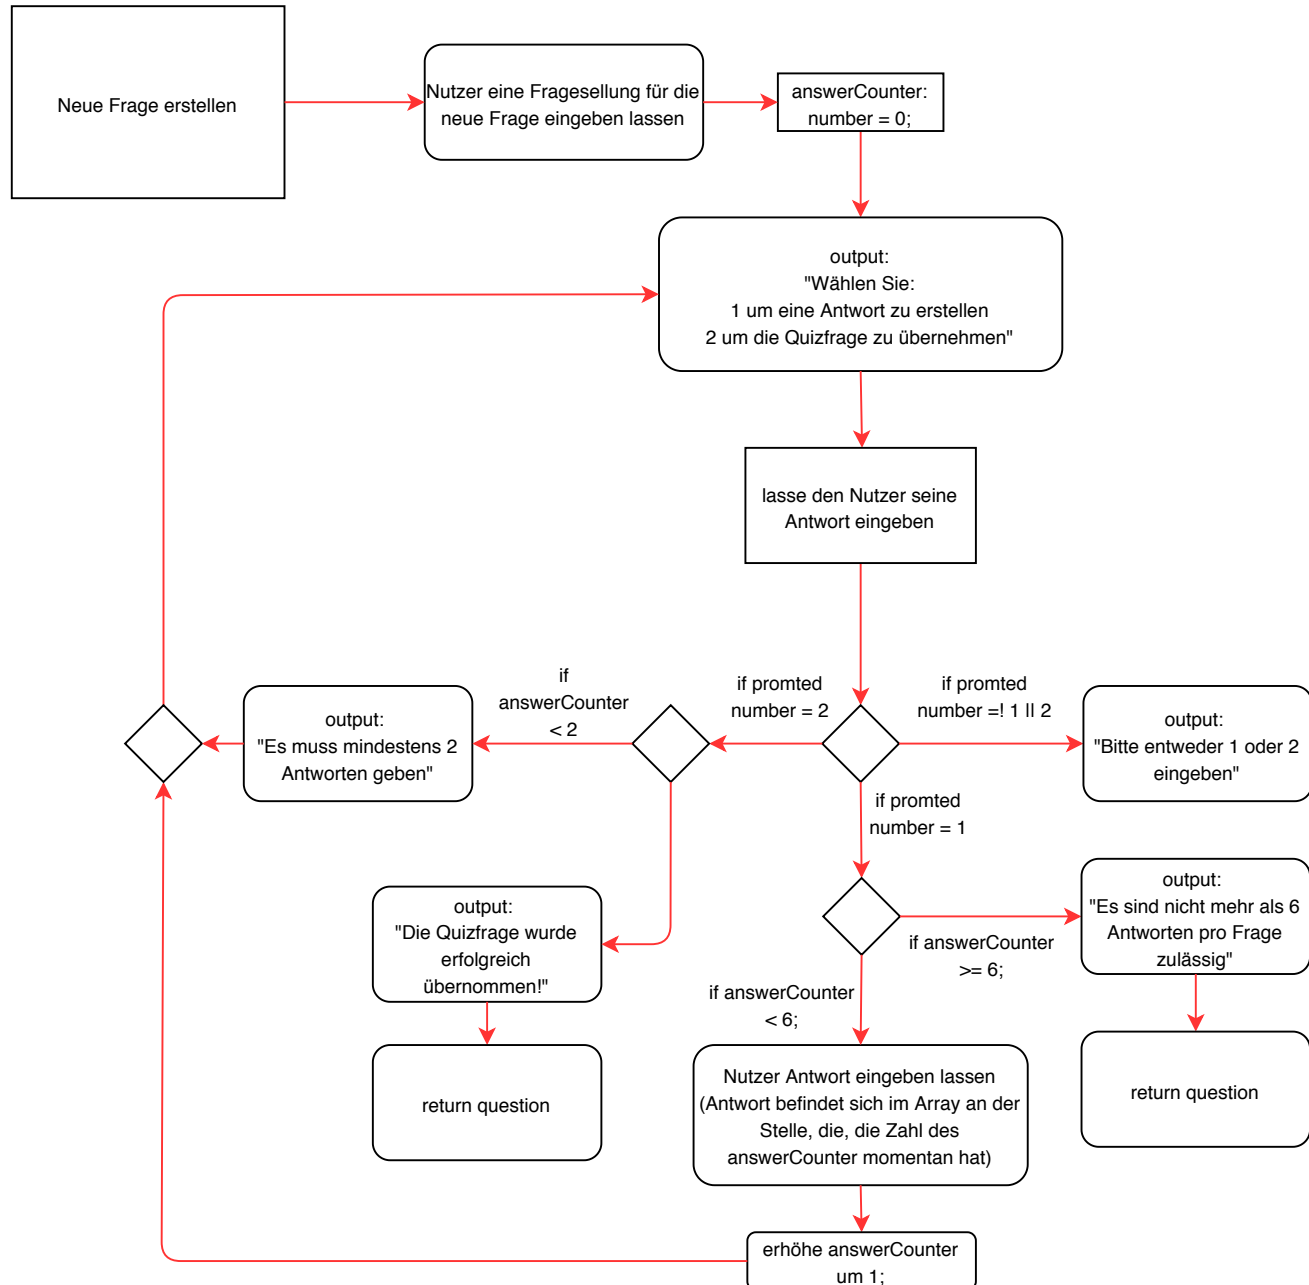 Neue Frage erstellen
Nutzer eine Fragesellung für die
neue Frage eingeben lassen
answerCounter:
number = 0;
output:
"Wählen Sie:
1 um eine Antwort zu erstellen
2 um die Quizfrage zu übernehmen"
lasse den Nutzer seine
Antwort eingeben
if
answerCounter
< 2
if promted
number = 2
if promted
number =! 1 || 2
output:
"Es muss mindestens 2
Antworten geben"
output:
"Bitte entweder 1 oder 2
eingeben"
if promted
number = 1
output:
"Die Quizfrage wurde
erfolgreich
übernommen!"
output:
"Es sind nicht mehr als 6
Antworten pro Frage
zulässig"
if answerCounter
>= 6;
if answerCounter
< 6;
return question
Nutzer Antwort eingeben lassen
(Antwort befindet sich im Array an der
Stelle, die, die Zahl des
answerCounter momentan hat)
return question
erhöhe answerCounter
um 1;